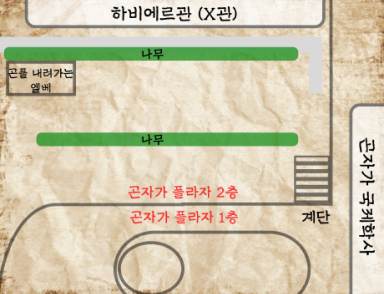 하비에르관 (X관)
나무
곤플 내려가는
엘베
나무
곤자가 플라자 2층
곤자가 플라자 1층
계단
곤자가 국제학사